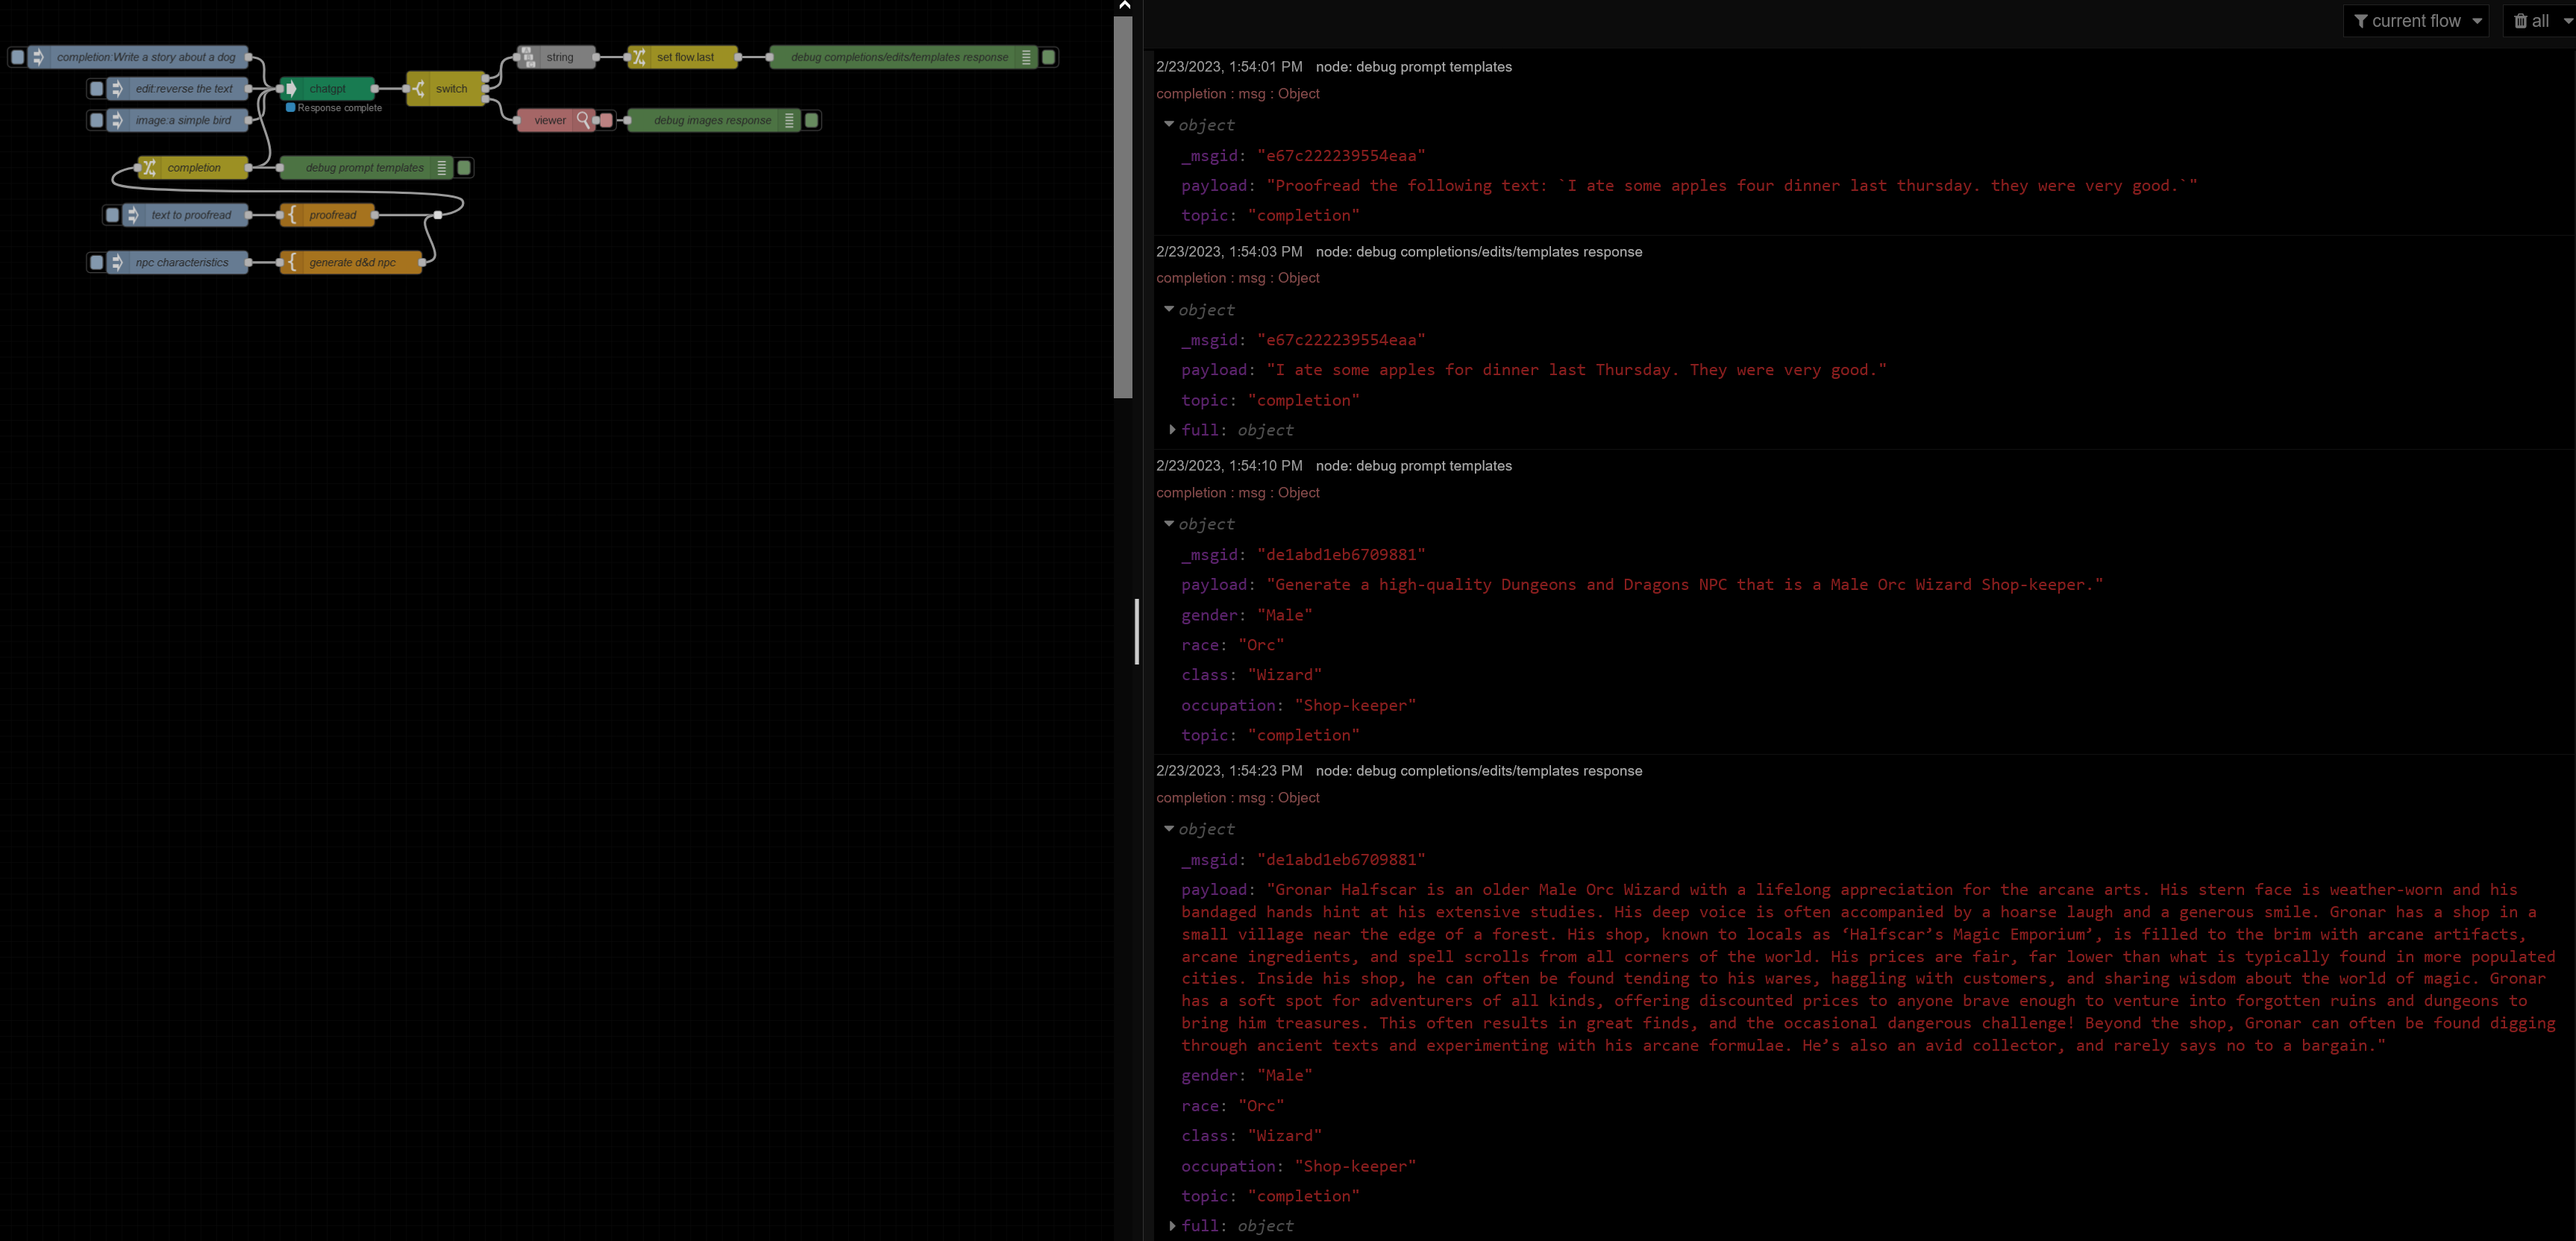 completion:Write a story about a dog
string
set flow.last
debug completions/edits/templates response
edit:reverse the text
chatgpt
switch
Response complete
image:a simple bird
viewer
debug images response
completion
debug prompt templates
text to proofread
proofread
npc characteristics
generate d&d npc
current flow
all
2/23/2023, 1:54:01 PM node: debug prompt templates
completion : msg : Object
object
_msgid: "e67c222239554eaa"
payload: "Proofread the following text: `I ate some apples four dinner last thursday. they were very good.`"
topic: "completion"
2/23/2023, 1:54:03 PM node: debug completions/edits/templates response
completion : msg : Object
object
_msgid: "e67c222239554eaa"
payload: "I ate some apples for dinner last Thursday. They were very good."
topic: "completion"
full: object
2/23/2023, 1:54:10 PM node: debug prompt templates
completion : msg : Object
object
_msgid: "de1abd1eb6709881"
payload: "Generate a high-quality Dungeons and Dragons NPC that is a Male Orc Wizard Shop-keeper."
gender: "Male"
race: "Orc"
class: "Wizard"
occupation: "Shop-keeper"
topic: "completion"
2/23/2023, 1:54:23 PM node: debug completions/edits/templates response
completion : msg : Object
object
_msgid: "de1abd1eb6709881"
payload: "Gronar Halfscar is an older Male Orc Wizard with a lifelong appreciation for the arcane arts. His stern face is weather-worn and his
bandaged hands hint at his extensive studies. His deep voice is often accompanied by a hoarse laugh and a generous smile. Gronar has a shop in a
small village near the edge of a forest. His shop, known to locals as ‘Halfscar’s Magic Emporium’, is filled to the brim with arcane artifacts,
arcane ingredients, and spell scrolls from all corners of the world. His prices are fair, far lower than what is typically found in more populated
cities. Inside his shop, he can often be found tending to his wares, haggling with customers, and sharing wisdom about the world of magic. Gronar
has a soft spot for adventurers of all kinds, offering discounted prices to anyone brave enough to venture into forgotten ruins and dungeons to
bring him treasures. This often results in great finds, and the occasional dangerous challenge! Beyond the shop, Gronar can often be found digging
through ancient texts and experimenting with his arcane formulae. He’s also an avid collector, and rarely says no to a bargain."
gender: "Male"
race: "Orc"
class: "Wizard"
occupation: "Shop-keeper"
topic: "completion"
full: object